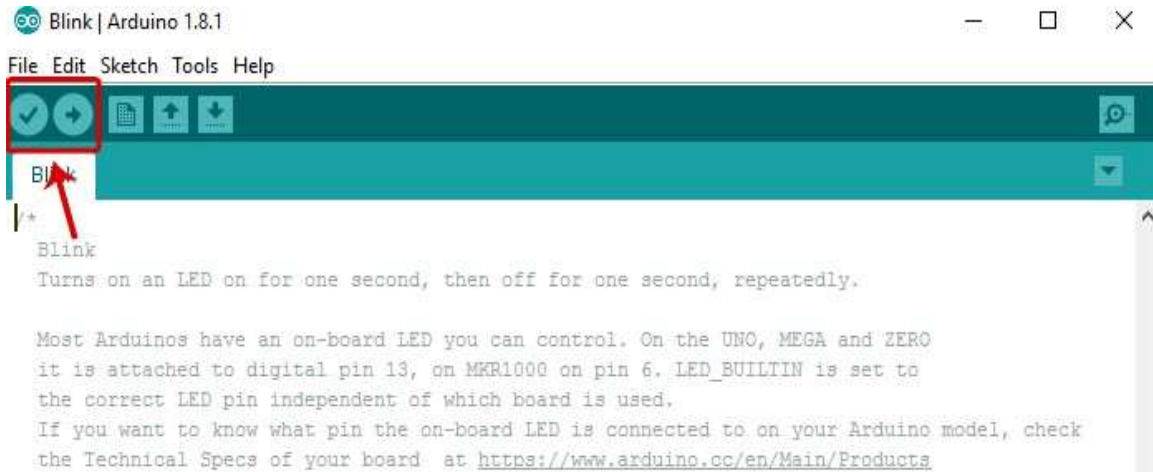 Blink | Arduino 1.8.1
File Edit Sketch Tools Help
Blink
/*
Blink
Turns on an LED on for one second, then off for one second, repeatedly.
Most Arduinos have an on-board LED you can control. On the UNO, MEGA and ZERO
it is attached to digital pin 13, on MKR1000 on pin 6. LED_BUILTIN is set to
the correct LED pin independent of which board is used.
If you want to know what pin the on-board LED is connected to on your Arduino model, check
the Technical Specs of your board at https://www.arduino.cc/en/Main/Products